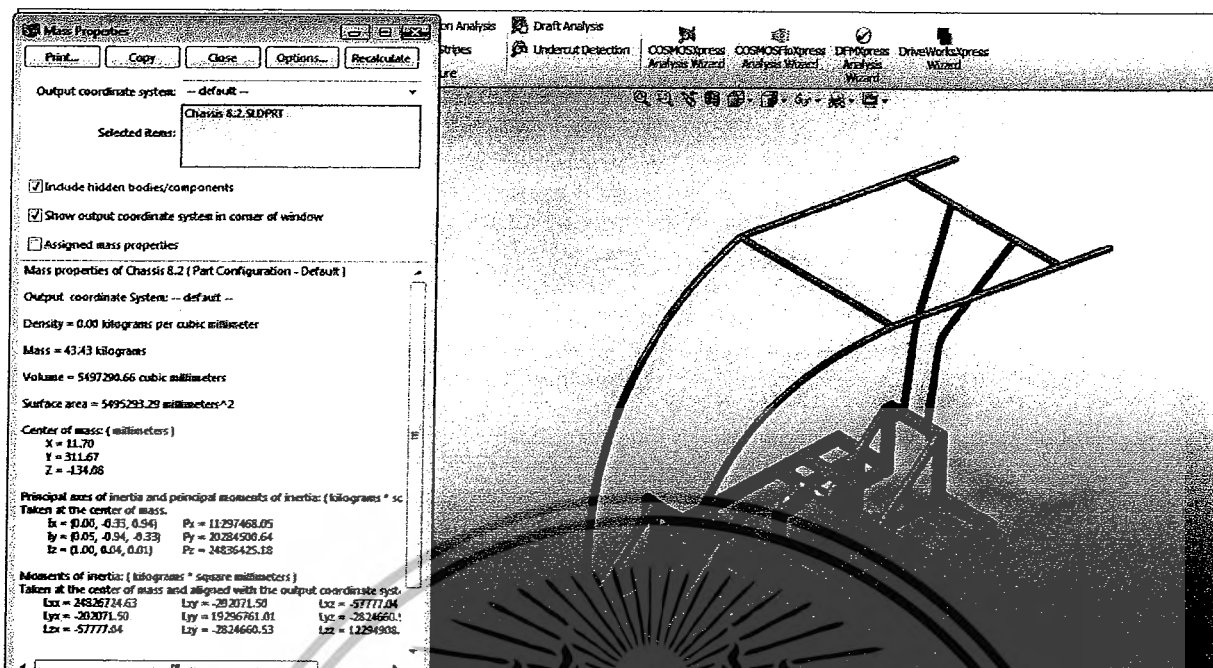 Mass Properties
Print... Copy Close Options... Recalculate
Output coordinate system: -- default --
Selected items: Chassis 8.2.SLDPRT
Include hidden bodies/components
Show output coordinate system in corner of window
Assigned mass properties
Mass properties of Chassis 8.2 ( Part Configuration - Default )
Output coordinate System: -- default --
Density = 0.00 kilograms per cubic millimeter
Mass = 43.43 kilograms
Volume = 5497290.66 cubic millimeters
Surface area = 5495293.29 millimeters^2
Center of mass: ( millimeters )
X = 11.70
Y = 311.67
Z = -134.08
Principal axes of inertia and principal moments of inertia: ( kilograms * sq
Taken at the center of mass.
Ix = (0.00, -0.33, 0.94) Px = 11297468.05
Iy = (0.05, -0.94, -0.33) Py = 20284500.64
Iz = (1.00, 0.04, 0.01) Pz = 24836425.18
Moments of inertia: ( kilograms * square millimeters )
Taken at the center of mass and aligned with the output coordinate syst
Lxx = 24826724.63 Lxy = -202071.50 Lxz = -57777.04
Lyx = -202071.50 Lyy = 19296761.01 Lyz = -2824660.
Lzx = -57777.04 Lzy = -2824660.53 Lzz = 12294908.
on Analysis Draft Analysis
Stripes Undercut Detection
ure
COSMOSXpress Analysis Wizard
COSMOSFloXpress Analysis Wizard
DFMXpress Analysis Wizard
DriveWorksXpress Wizard